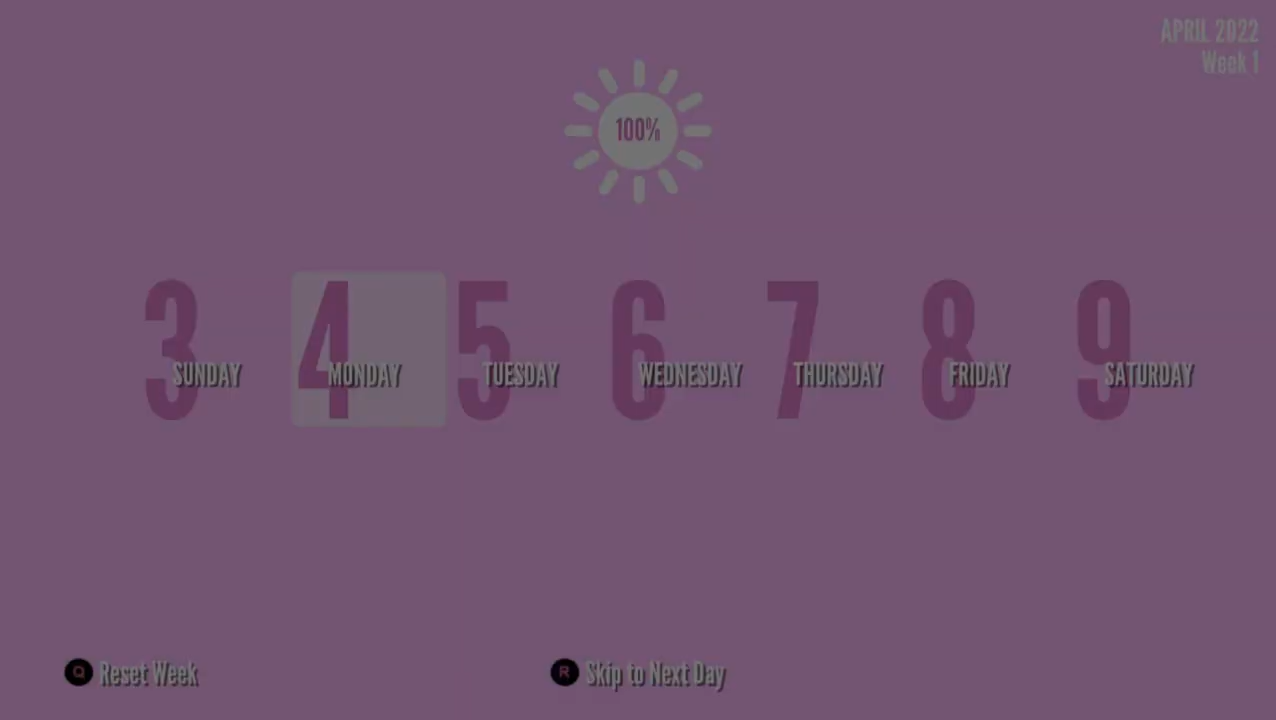 APRIL 2022
Week 1
100%
3 4 5 6 7 8 9
SUNDAY MONDAY TUESDAY WEDNESDAY THURSDAY FRIDAY SATURDAY
Q Reset Week R Skip to Next Day